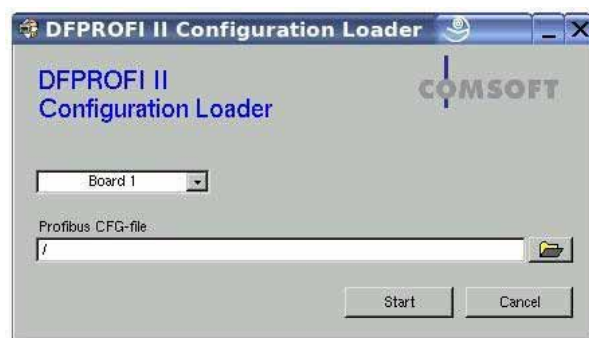 DFPROFI II Configuration Loader
DFPROFI II
Configuration Loader
COMSOFT
Board 1
Profibus CFG-file
/
Start
Cancel